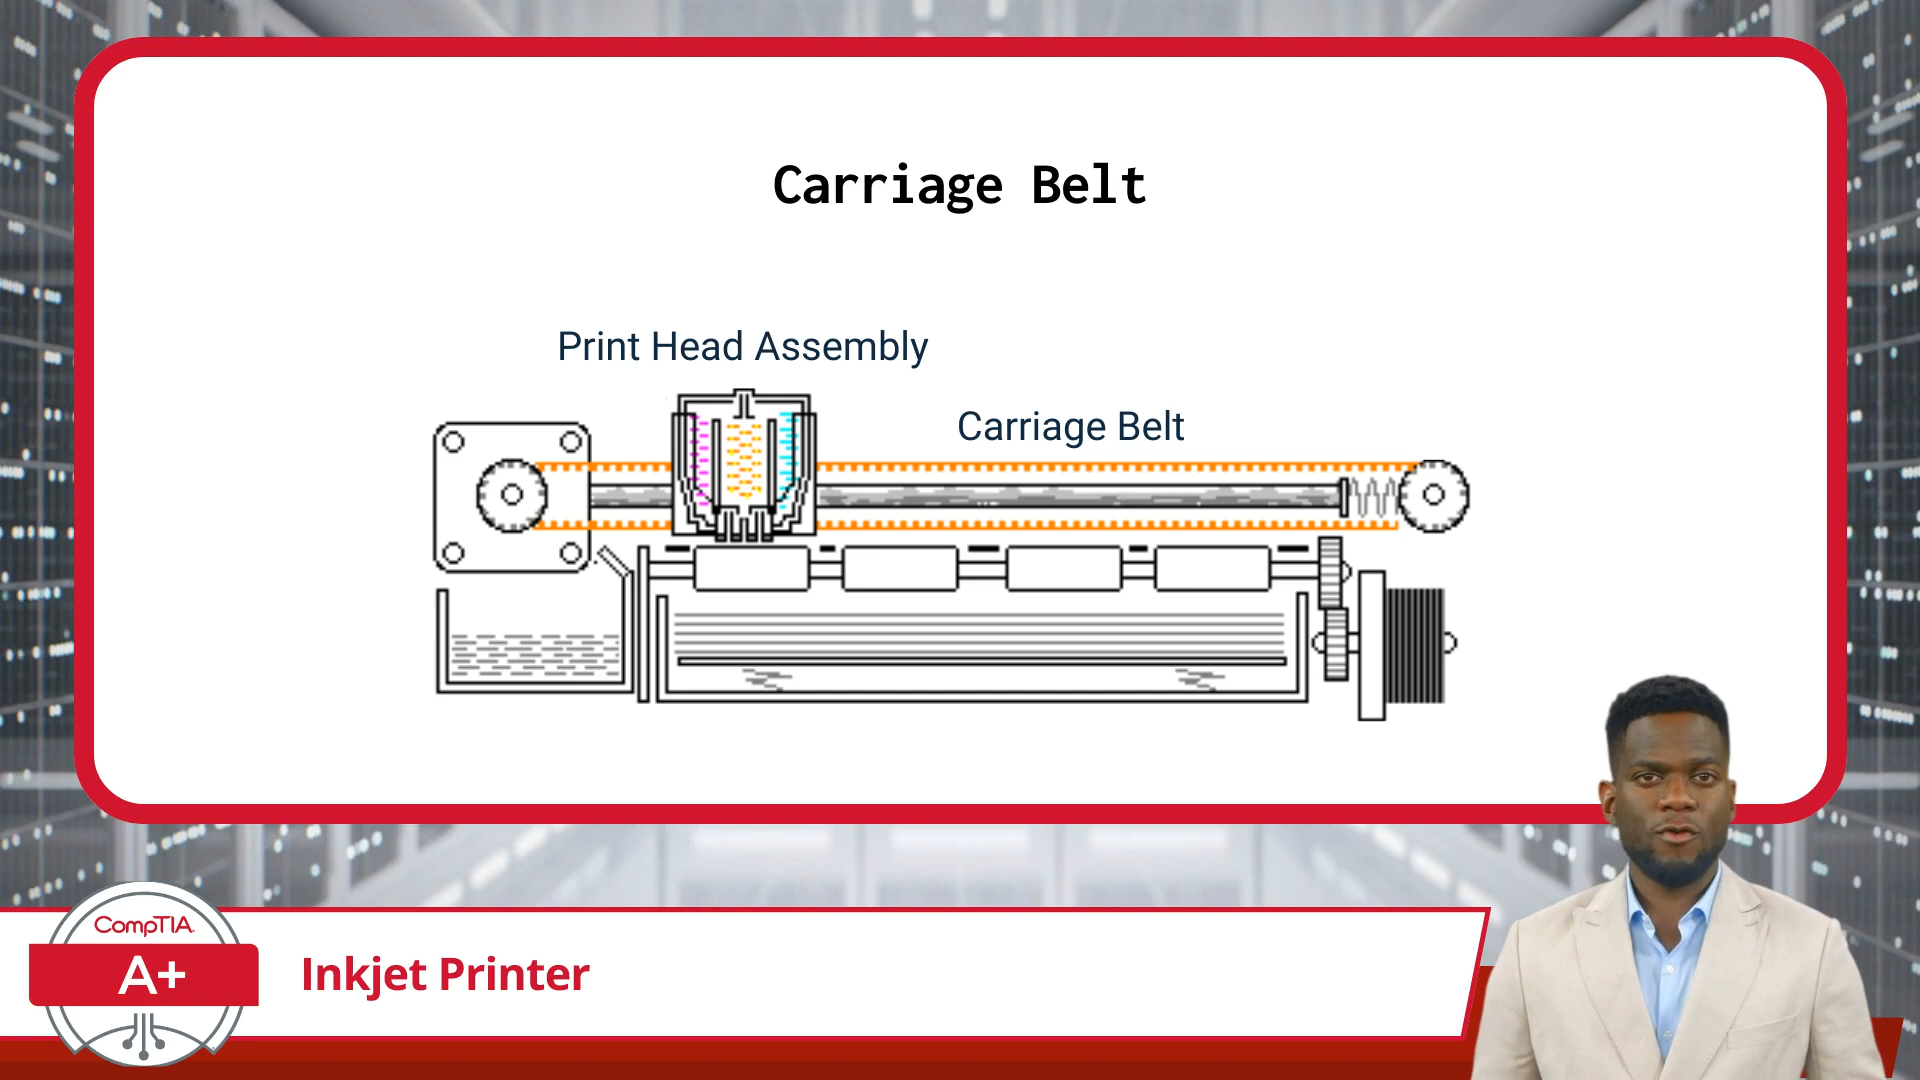 Carriage Belt
Print Head Assembly
Carriage Belt
CompTIA
A+
Inkjet Printer